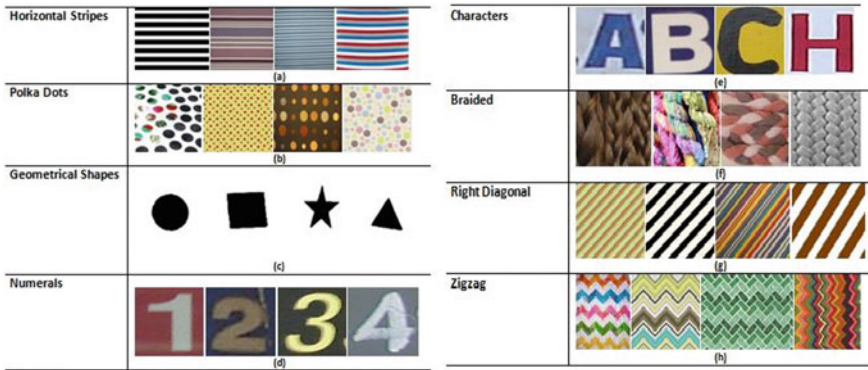 Horizontal Stripes
(a)
Polka Dots
(b)
Geometrical Shapes
(c)
Numerals
1 2 3 4
(d)
Characters
A B C H
(e)
Braided
(f)
Right Diagonal
(g)
Zigzag
(h)